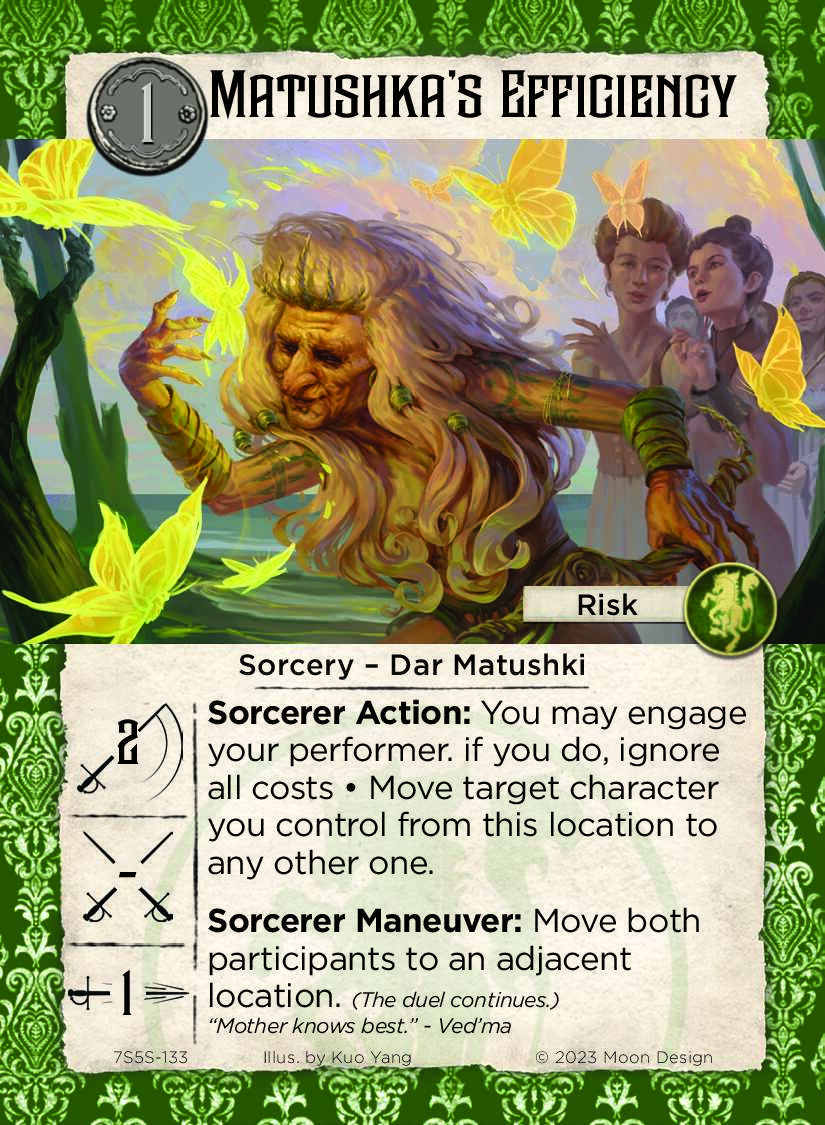 1
MATUSHKA'S EFFICIENCY
Risk
Sorcery – Dar Matushki
2
-
1
Sorcerer Action: You may engage
your performer. if you do, ignore
all costs • Move target character
you control from this location to
any other one.
Sorcerer Maneuver: Move both
participants to an adjacent
location. (The duel continues.)
“Mother knows best.” - Ved’ma
7S5S-133 Illus. by Kuo Yang © 2023 Moon Design